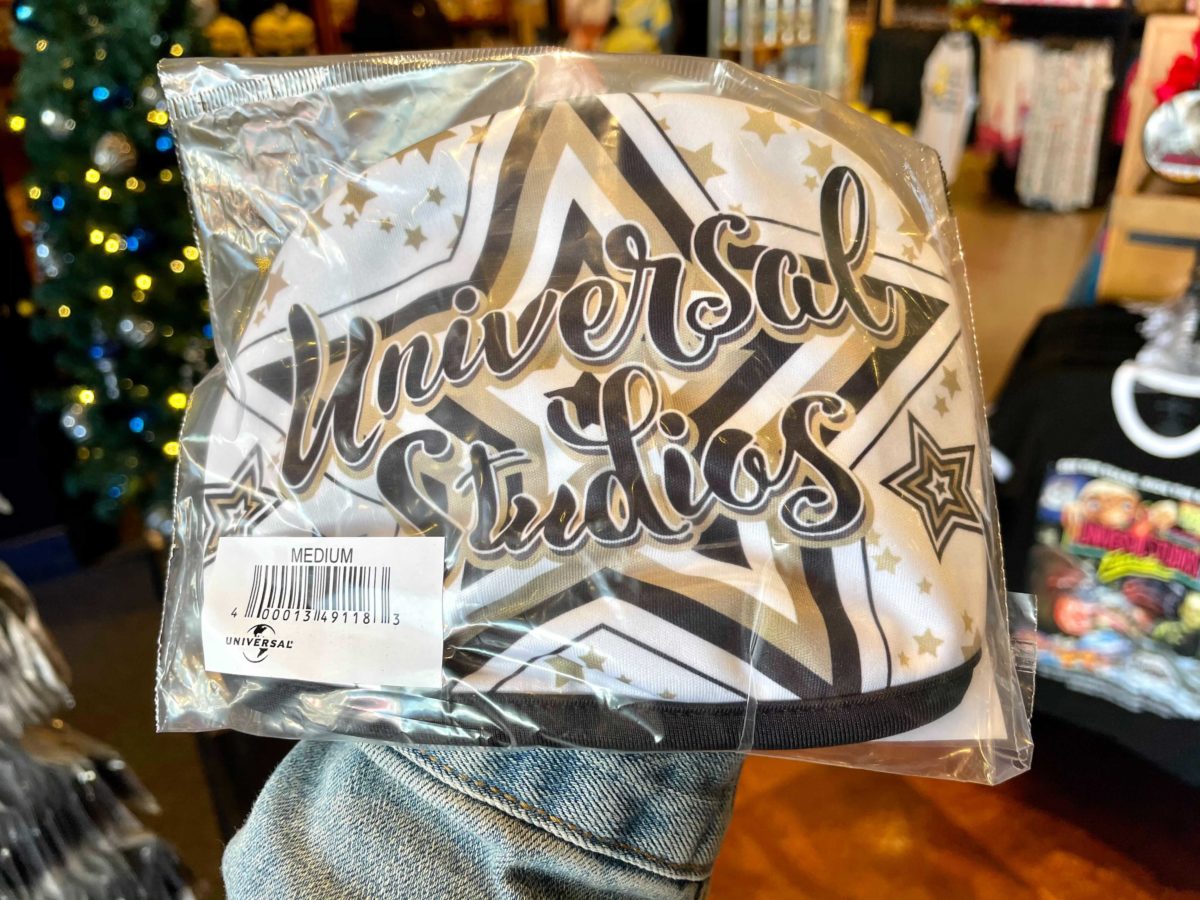 Universal
Studios
MEDIUM
4 00013 49118 3
UNIVERSAL